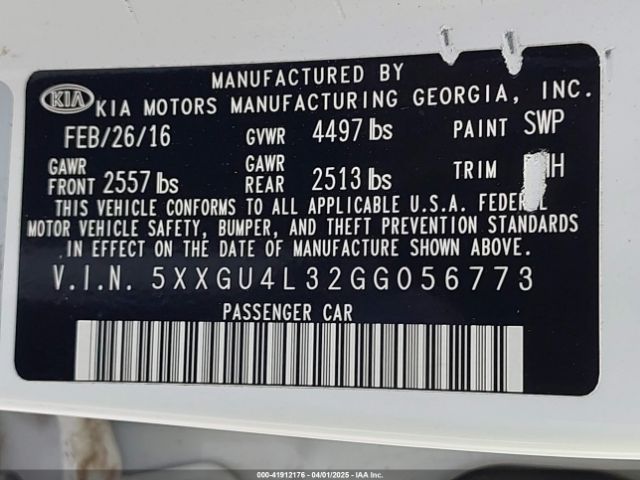 MANUFACTURED BY
KIA KIA MOTORS MANUFACTURING GEORGIA, INC.
FEB/26/16 GVWR 4497 lbs PAINT SWP
GAWR FRONT 2557 lbs GAWR REAR 2513 lbs TRIM
THIS VEHICLE CONFORMS TO ALL APPLICABLE U.S.A. FEDERAL
MOTOR VEHICLE SAFETY, BUMPER, AND THEFT PREVENTION STANDARDS
IN EFFECT ON THE DATE OF MANUFACTURE SHOWN ABOVE.
V.I.N. 5XXGU4L32GG056773
PASSENGER CAR
000-41912176 | 04/01/2025 - IAA Inc.